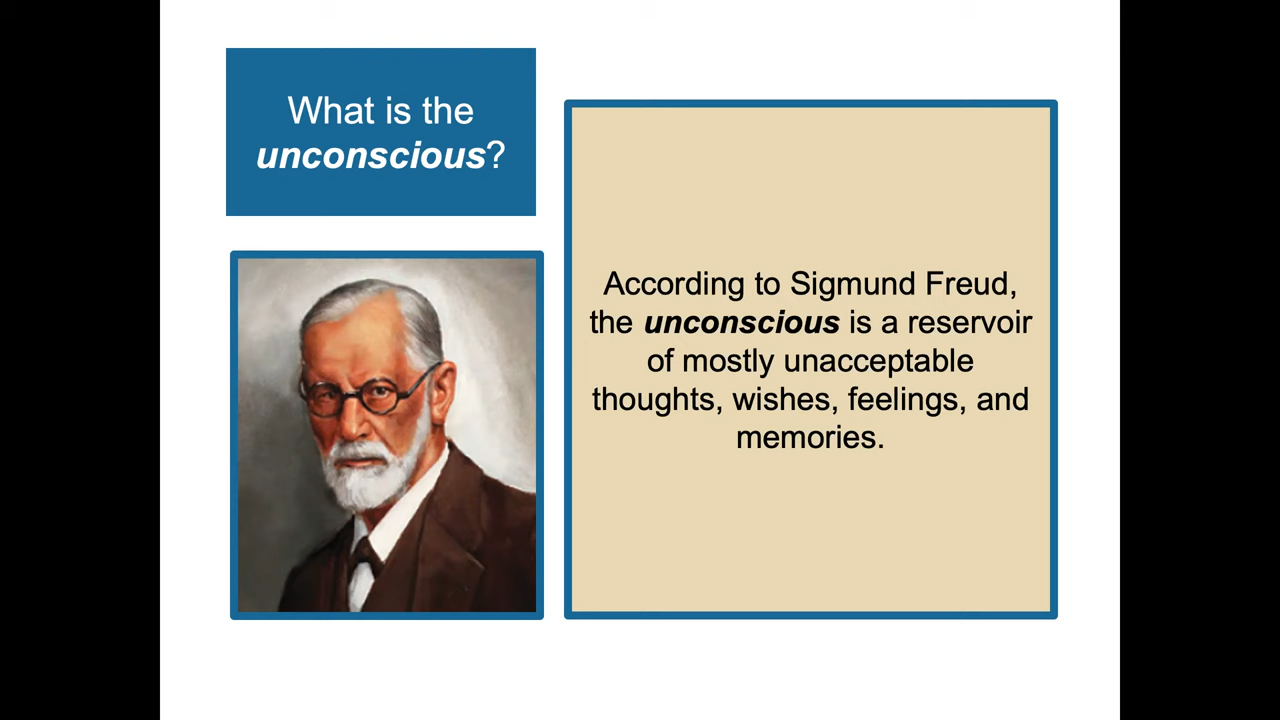 What is the
unconscious?
According to Sigmund Freud,
the unconscious is a reservoir
of mostly unacceptable
thoughts, wishes, feelings, and
memories.